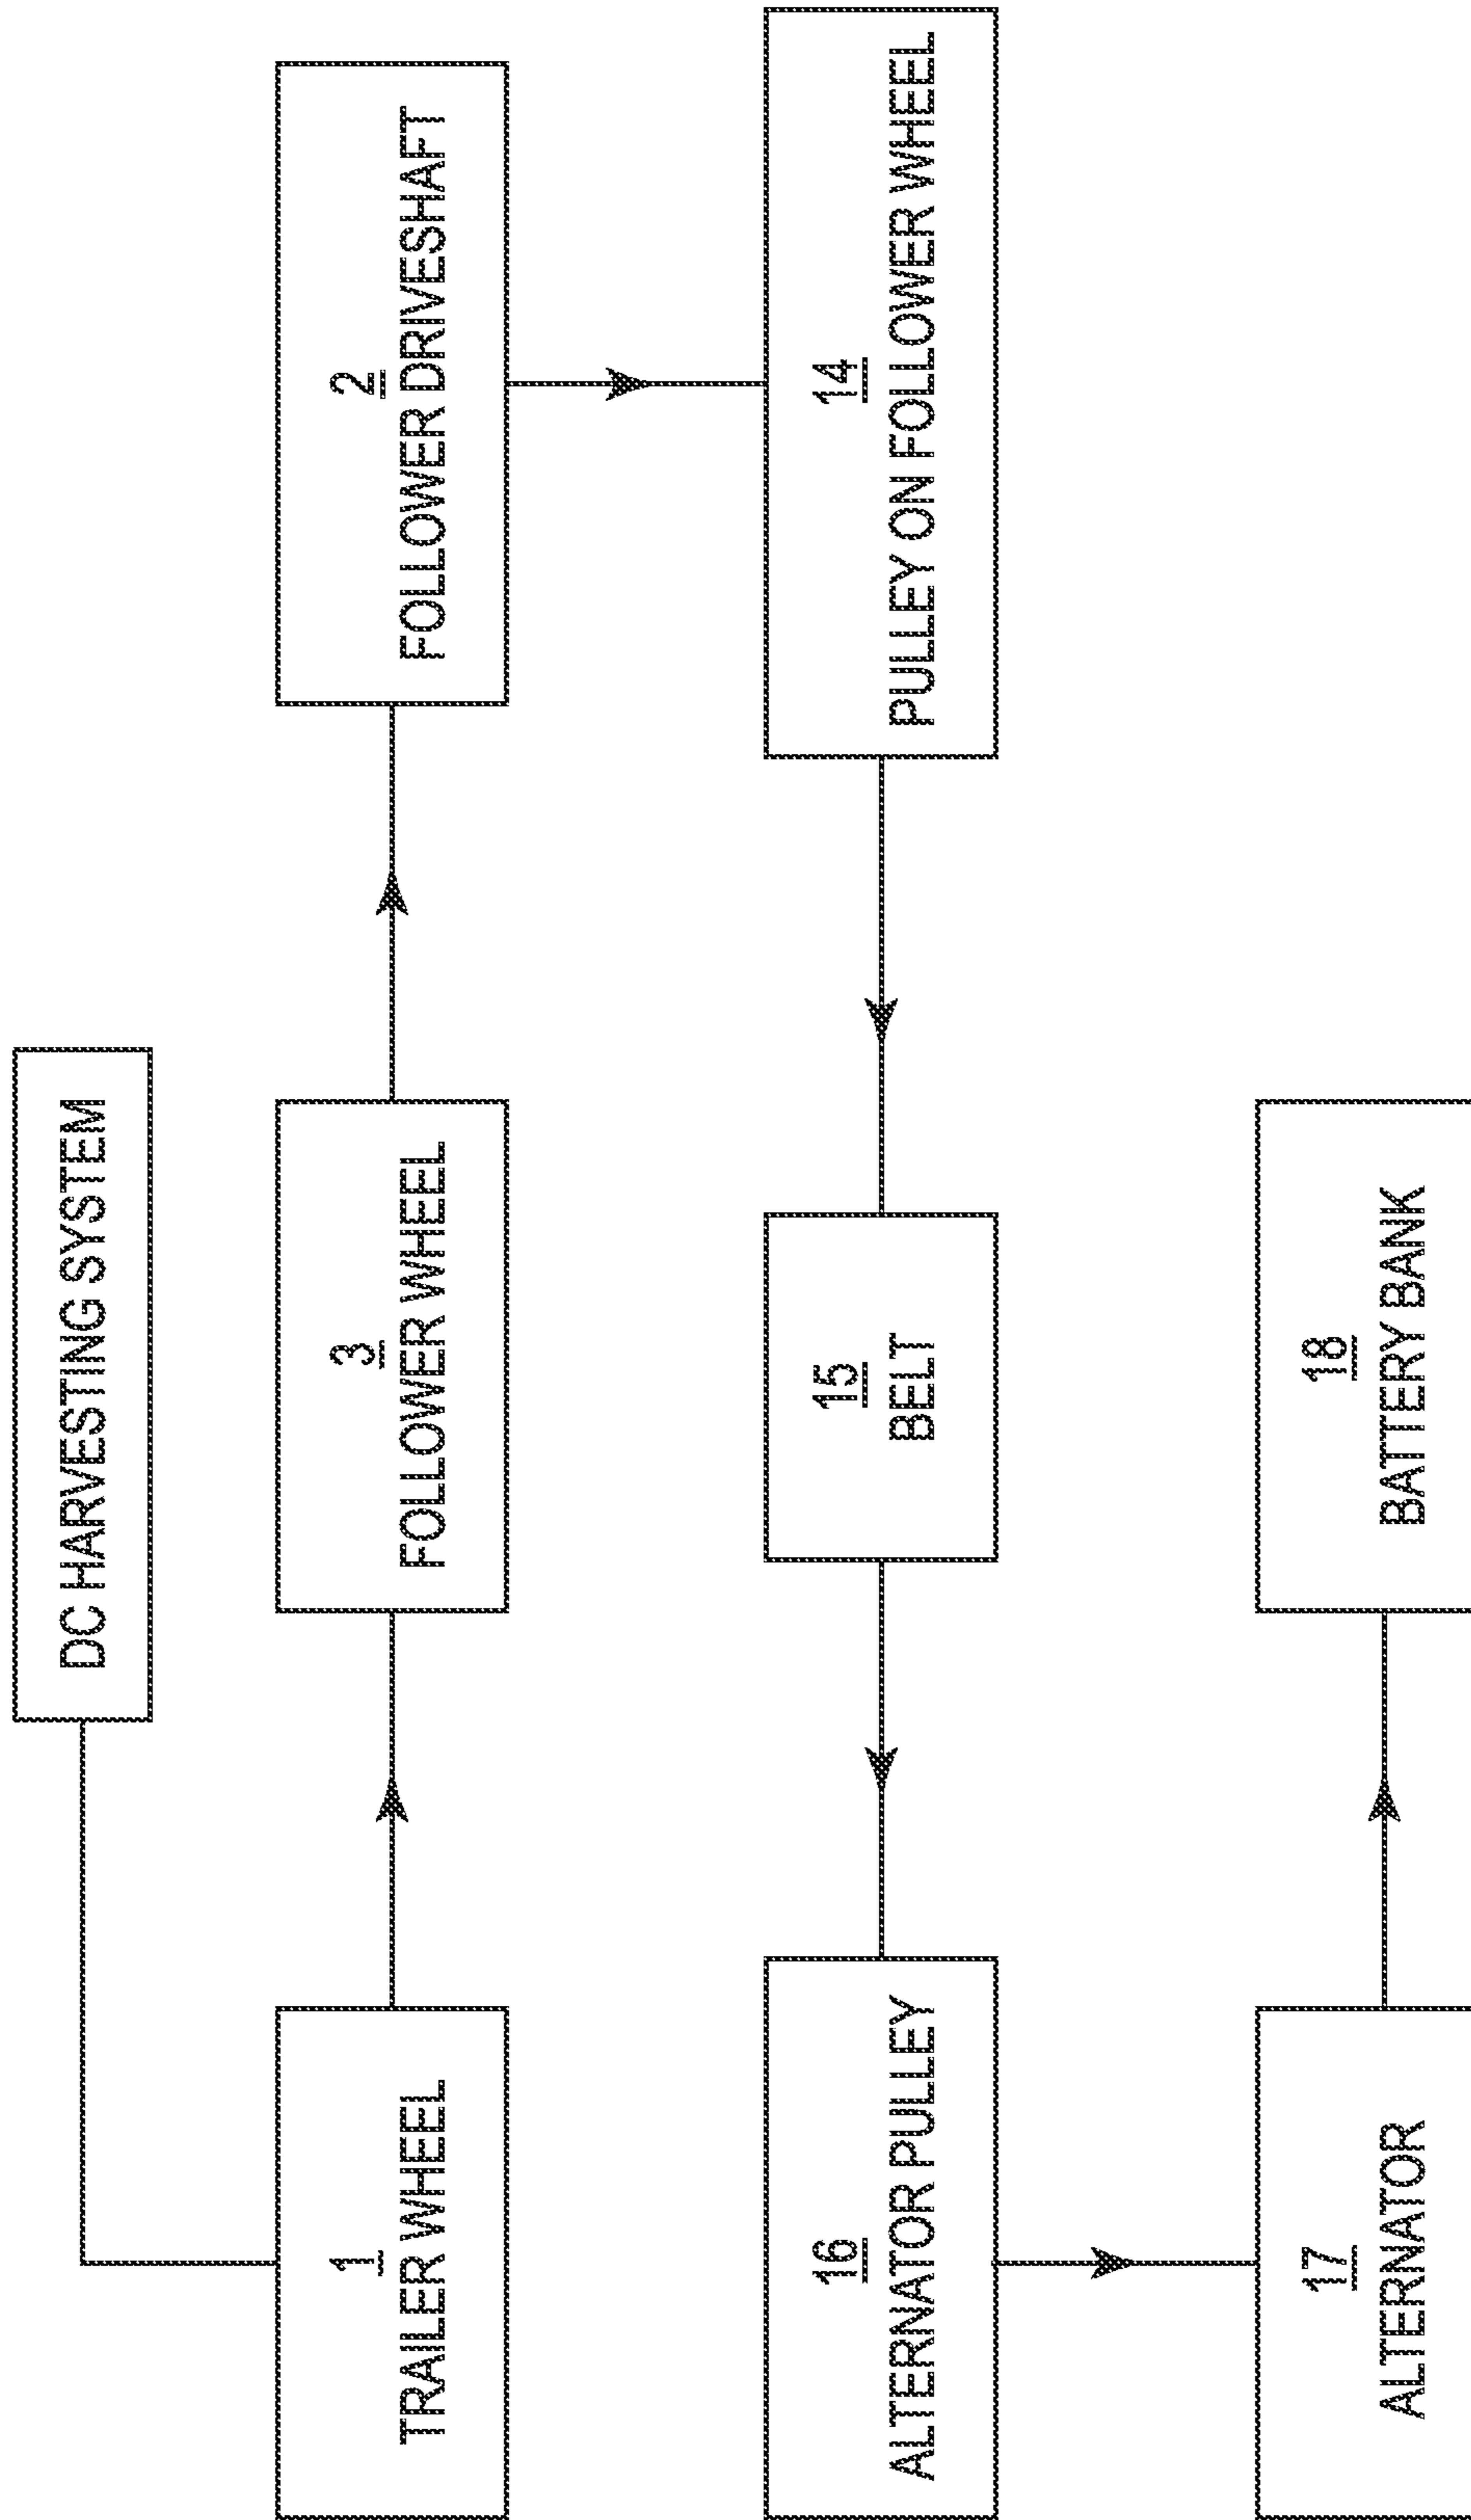 DC HARVESTING SYSTEM
1
TRAILER WHEEL
3
FOLLOWER WHEEL
2
FOLLOWER DRIVESHAFT
14
PULLEY ON FOLLOWER WHEEL
15
BELT
16
ALTERNATOR PULLEY
17
ALTERNATOR
18
BATTERY BANK